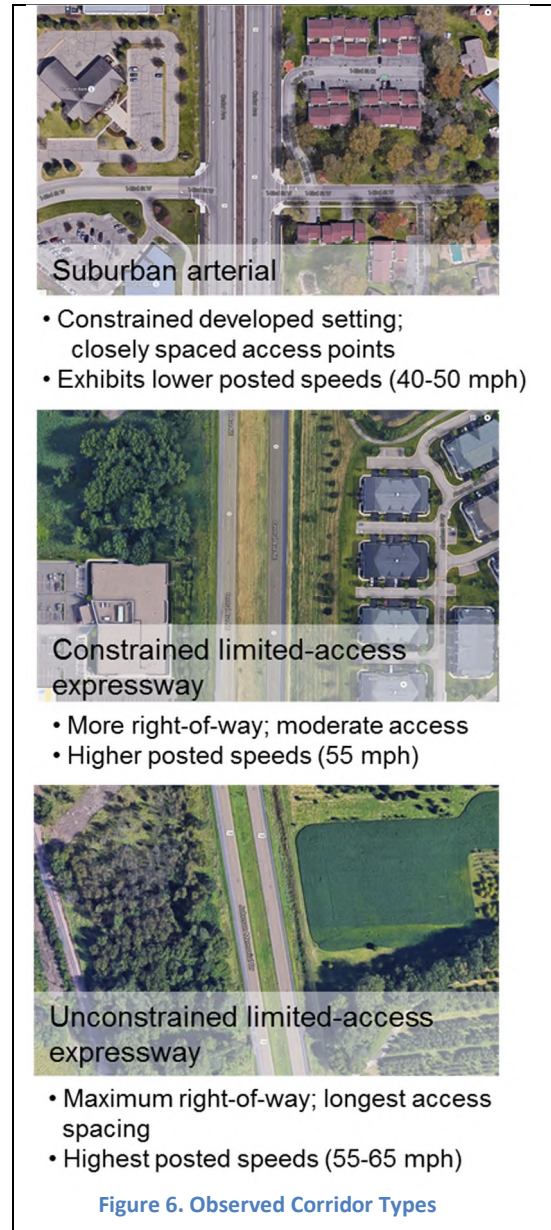 Suburban arterial
• Constrained developed setting;
closely spaced access points
• Exhibits lower posted speeds (40-50 mph)
Constrained limited-access
expressway
• More right-of-way; moderate access
• Higher posted speeds (55 mph)
Unconstrained limited-access
expressway
• Maximum right-of-way; longest access
spacing
• Highest posted speeds (55-65 mph)
Figure 6. Observed Corridor Types